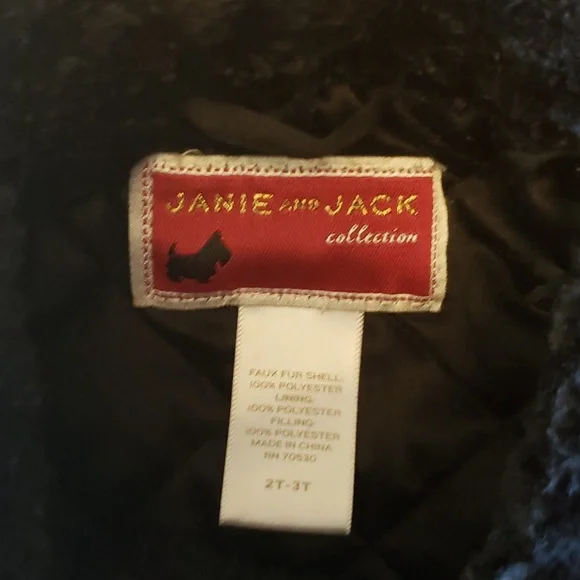 JANIE AND JACK
collection
FAUX FUR SHELL:
100% POLYESTER
LINING:
100% POLYESTER
FILLING:
100% POLYESTER
MADE IN CHINA
RN 70630
2T-3T